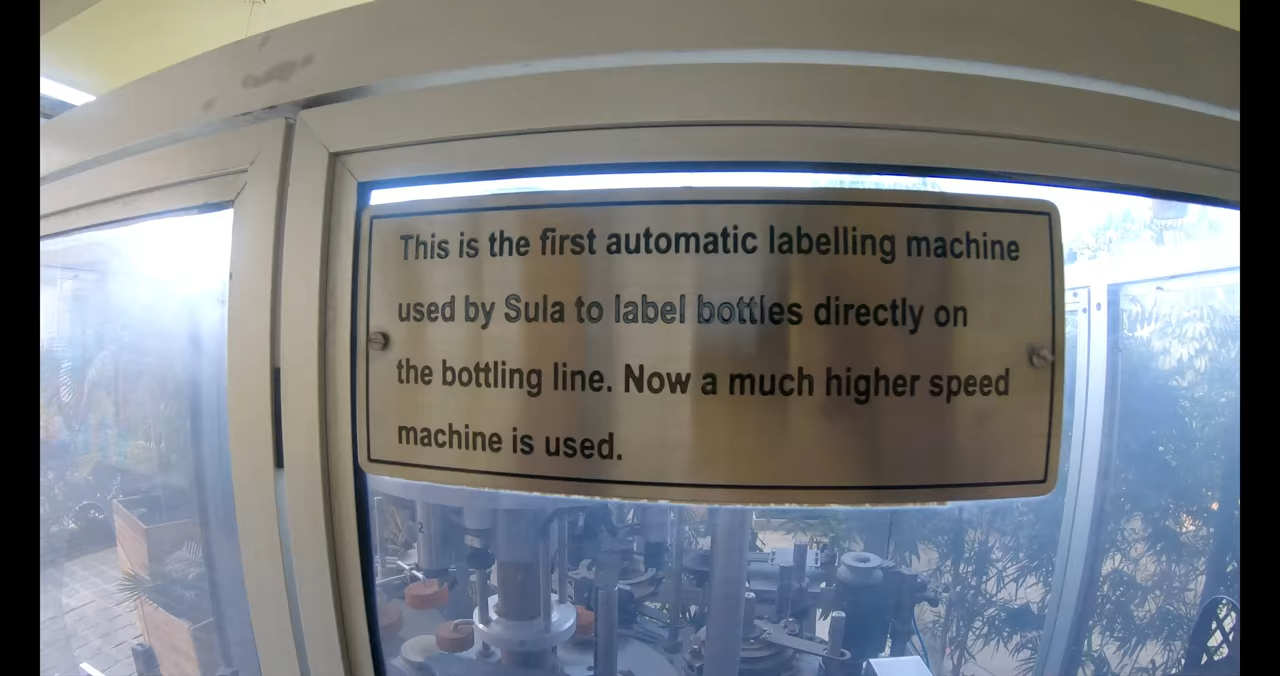 This is the first automatic labelling machine
used by Sula to label bottles directly on
the bottling line. Now a much higher speed
machine is used.
2